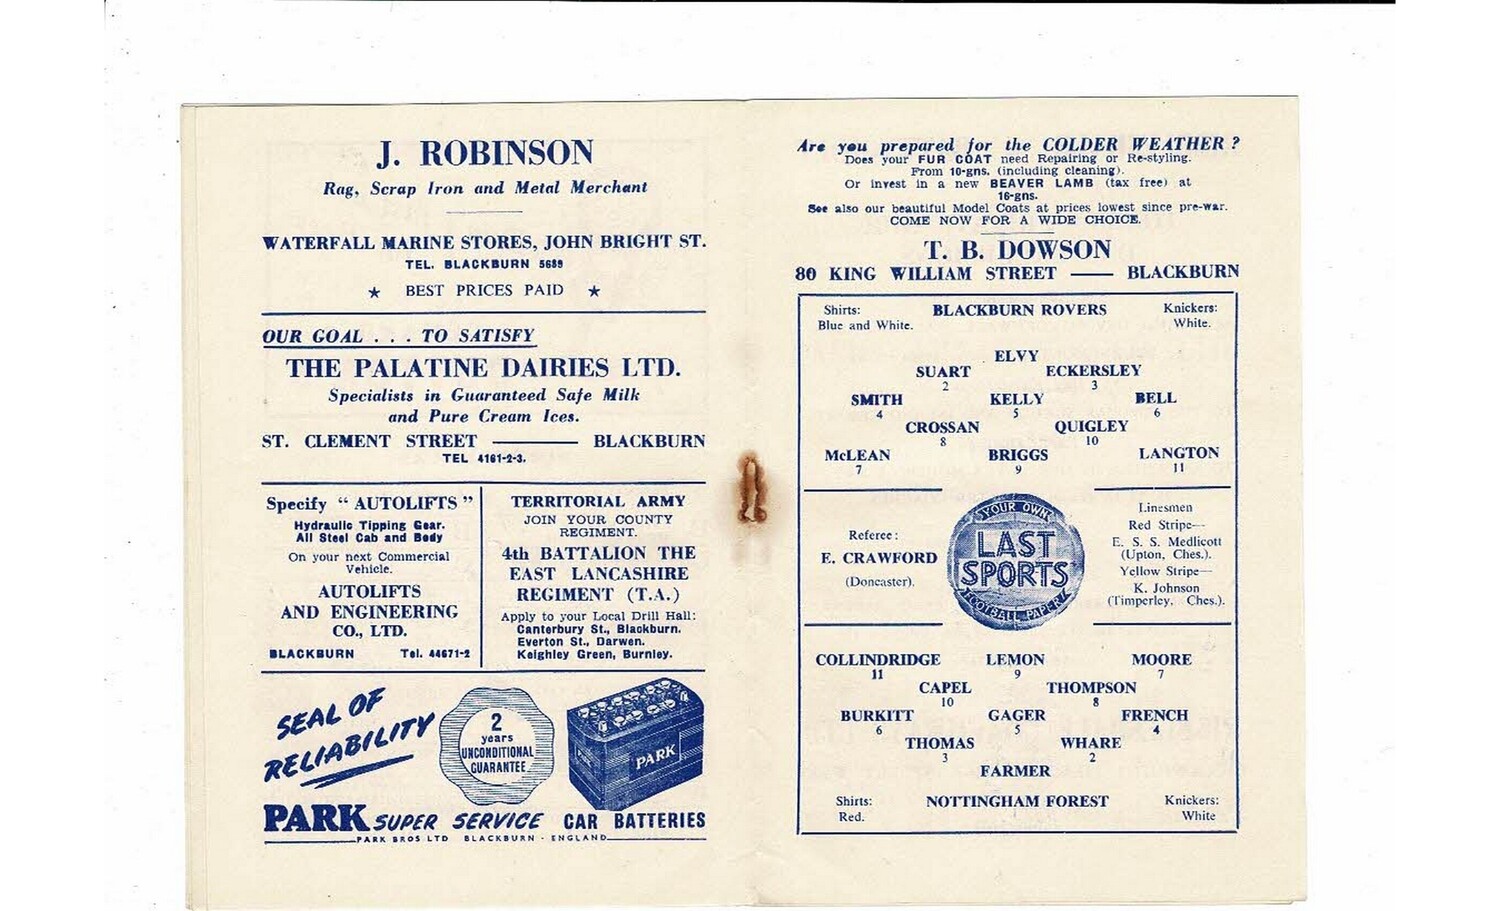 J. ROBINSON
Rag, Scrap Iron and Metal Merchant
WATERFALL MARINE STORES, JOHN BRIGHT ST.
TEL. BLACKBURN 5689
★ BEST PRICES PAID ★
OUR GOAL . . . TO SATISFY
THE PALATINE DAIRIES LTD.
Specialists in Guaranteed Safe Milk
and Pure Cream Ices.
ST. CLEMENT STREET —— BLACKBURN
TEL 4161-2-3.
Specify “ AUTOLIFTS ”
Hydraulic Tipping Gear.
All Steel Cab and Body
On your next Commercial
Vehicle.
AUTOLIFTS
AND ENGINEERING
CO., LTD.
BLACKBURN Tel. 44671-2
TERRITORIAL ARMY
JOIN YOUR COUNTY
REGIMENT.
4th BATTALION THE
EAST LANCASHIRE
REGIMENT (T.A.)
Apply to your Local Drill Hall:
Canterbury St., Blackburn.
Everton St., Darwen.
Keighley Green, Burnley.
SEAL OF
RELIABILITY
2
years
UNCONDITIONAL
GUARANTEE
PARK
PARK SUPER SERVICE CAR BATTERIES
PARK BROS LTD BLACKBURN - ENGLAND
Are you prepared for the COLDER WEATHER ?
Does your FUR COAT need Repairing or Re-styling.
From 10-gns. (including cleaning).
Or invest in a new BEAVER LAMB (tax free) at
16-gns.
See also our beautiful Model Coats at prices lowest since pre-war.
COME NOW FOR A WIDE CHOICE.
T. B. DOWSON
80 KING WILLIAM STREET —— BLACKBURN
Shirts: BLACKBURN ROVERS Knickers:
Blue and White. White.
ELVY
SUART ECKERSLEY
2 3
SMITH KELLY BELL
4 5 6
CROSSAN QUIGLEY
8 10
McLEAN BRIGGS LANGTON
7 9 11
Referee :
E. CRAWFORD
(Doncaster).
YOUR OWN
LAST
SPORTS
FOOTBALL PAPER
Linesmen
Red Stripe—
E. S. S. Medlicott
(Upton, Ches.).
Yellow Stripe—
K. Johnson
(Timperley, Ches.).
COLLINDRIDGE LEMON MOORE
11 9 7
CAPEL THOMPSON
10 8
BURKITT GAGER FRENCH
6 5 4
THOMAS WHARE
3 2
FARMER
Shirts: NOTTINGHAM FOREST Knickers:
Red. White